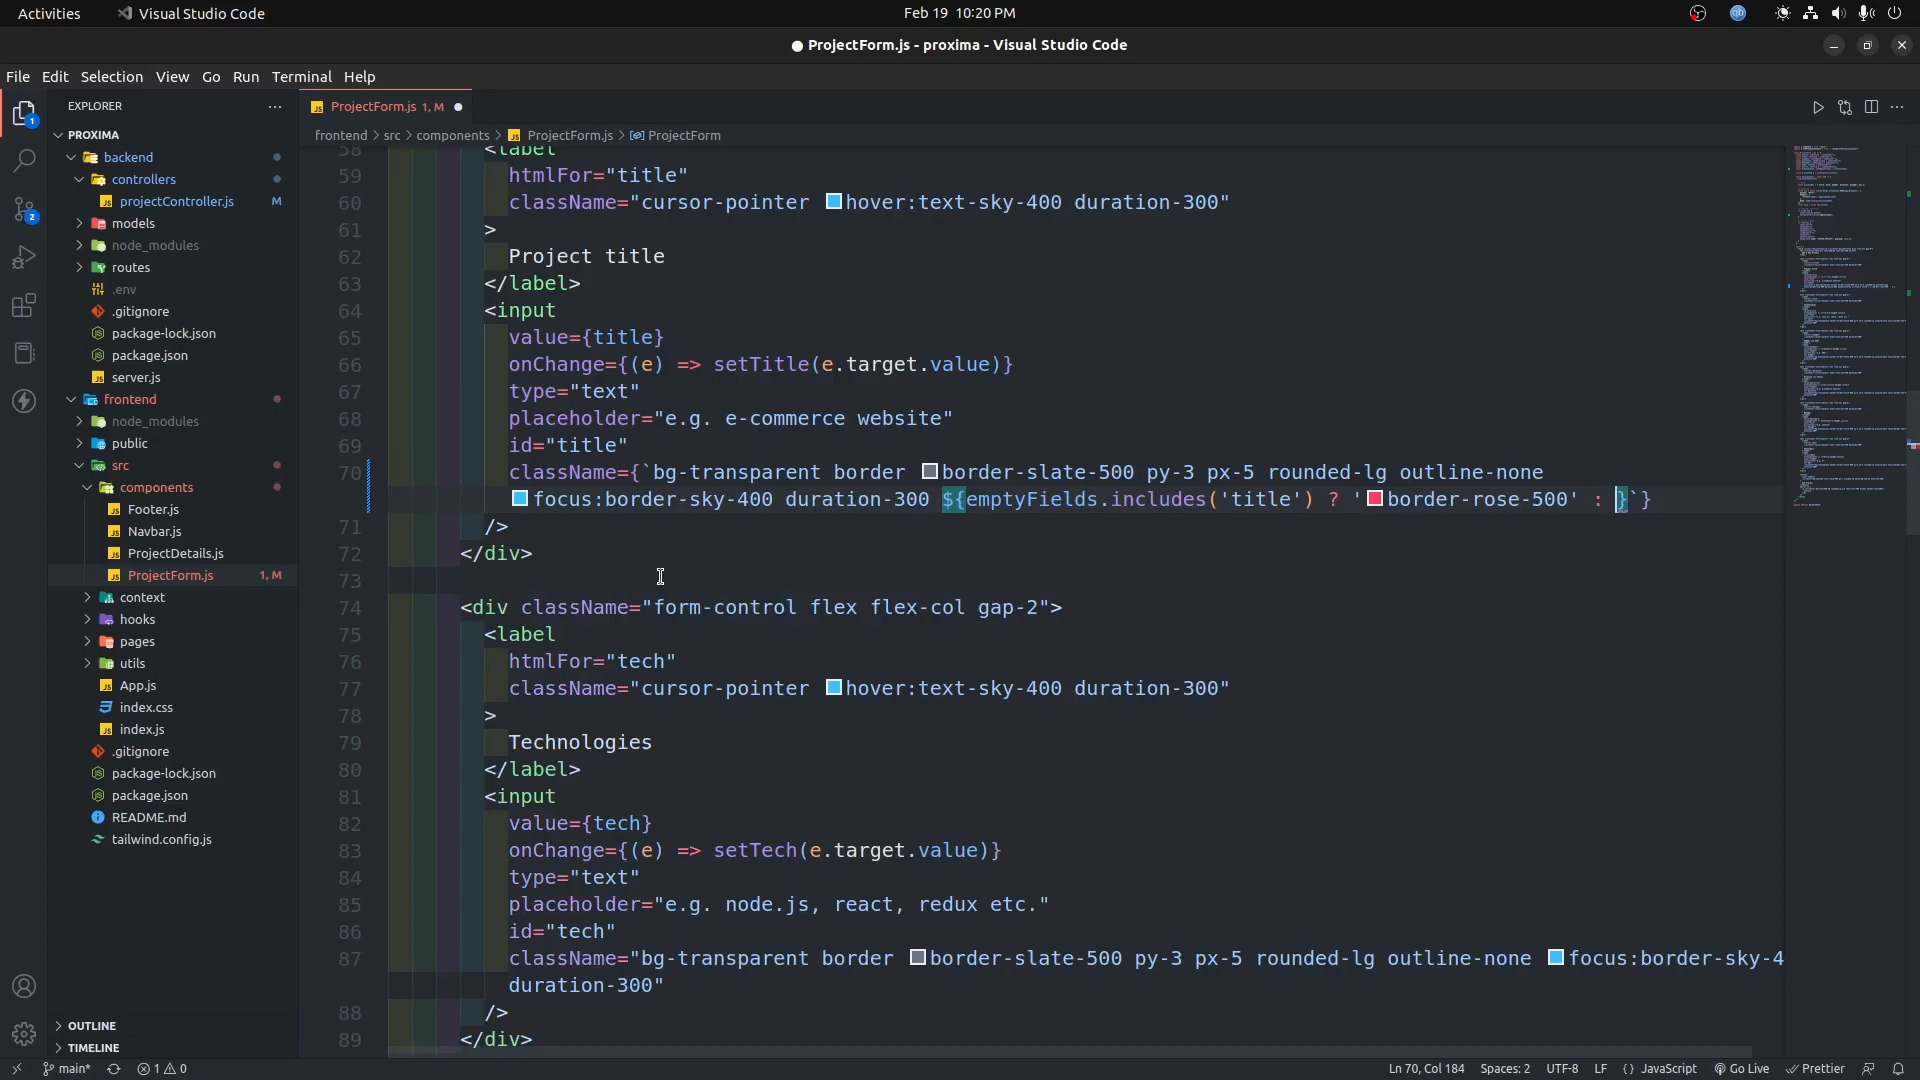 Activities Visual Studio Code Feb 19 10:20 PM
ProjectForm.js - proxima - Visual Studio Code
File Edit Selection View Go Run Terminal Help
EXPLORER
ProjectForm.js 1, M
PROXIMA
frontend > src > components > ProjectForm.js > ProjectForm
backend
controllers
projectController.js M
models
node_modules
routes
.env
.gitignore
package-lock.json
package.json
server.js
frontend
node_modules
public
src
components
Footer.js
Navbar.js
ProjectDetails.js
ProjectForm.js 1, M
context
hooks
pages
utils
App.js
index.css
index.js
.gitignore
package-lock.json
package.json
README.md
tailwind.config.js
OUTLINE
TIMELINE
58 <label
59 htmlFor="title"
60 className="cursor-pointer hover:text-sky-400 duration-300"
61 >
62 Project title
63 </label>
64 <input
65 value={title}
66 onChange={(e) => setTitle(e.target.value)}
67 type="text"
68 placeholder="e.g. e-commerce website"
69 id="title"
70 className={`bg-transparent border border-slate-500 py-3 px-5 rounded-lg outline-none
focus:border-sky-400 duration-300 ${emptyFields.includes('title') ? 'border-rose-500' : }`}
71 />
72 </div>
73
74 <div className="form-control flex flex-col gap-2">
75 <label
76 htmlFor="tech"
77 className="cursor-pointer hover:text-sky-400 duration-300"
78 >
79 Technologies
80 </label>
81 <input
82 value={tech}
83 onChange={(e) => setTech(e.target.value)}
84 type="text"
85 placeholder="e.g. node.js, react, redux etc."
86 id="tech"
87 className="bg-transparent border border-slate-500 py-3 px-5 rounded-lg outline-none focus:border-sky-4
duration-300"
88 />
89 </div>
main* 1 0 Ln 70, Col 184 Spaces: 2 UTF-8 LF {} JavaScript Go Live Prettier